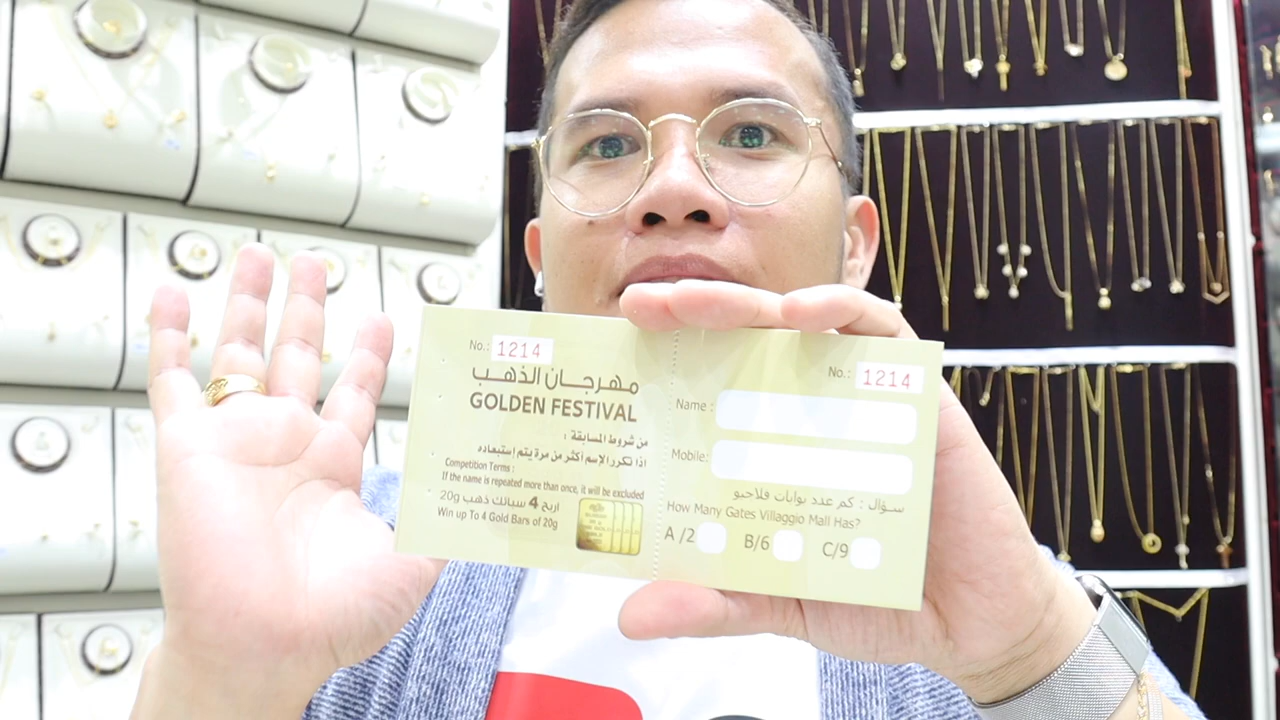 No.: 1214
مهرجان الذهب
GOLDEN FESTIVAL
من شروط المسابقة :
اذا تكرر الإسم أكثر من مرة يتم إستبعاده
Competition Terms :
If the name is repeated more than once, it will be excluded
اربح 4 سبائك ذهب 20g
Win up To 4 Gold Bars of 20g
No.: 1214
Name :
Mobile:
سؤال : كم عدد بوابات فلاجيو
How Many Gates Villaggio Mall Has?
A /2 B/6 C/9